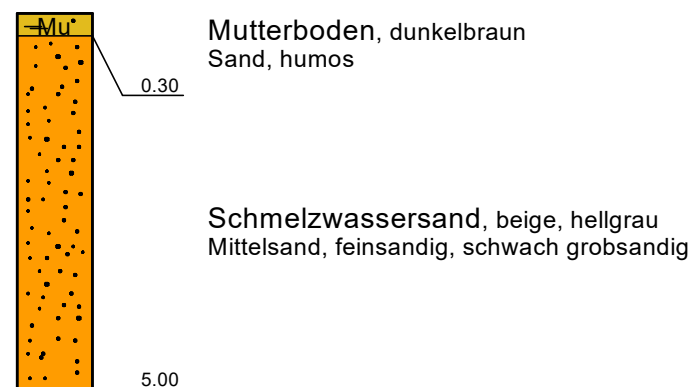 Mu
Mutterboden, dunkelbraun
Sand, humos
0.30
Schmelzwassersand, beige, hellgrau
Mittelsand, feinsandig, schwach grobsandig
5.00